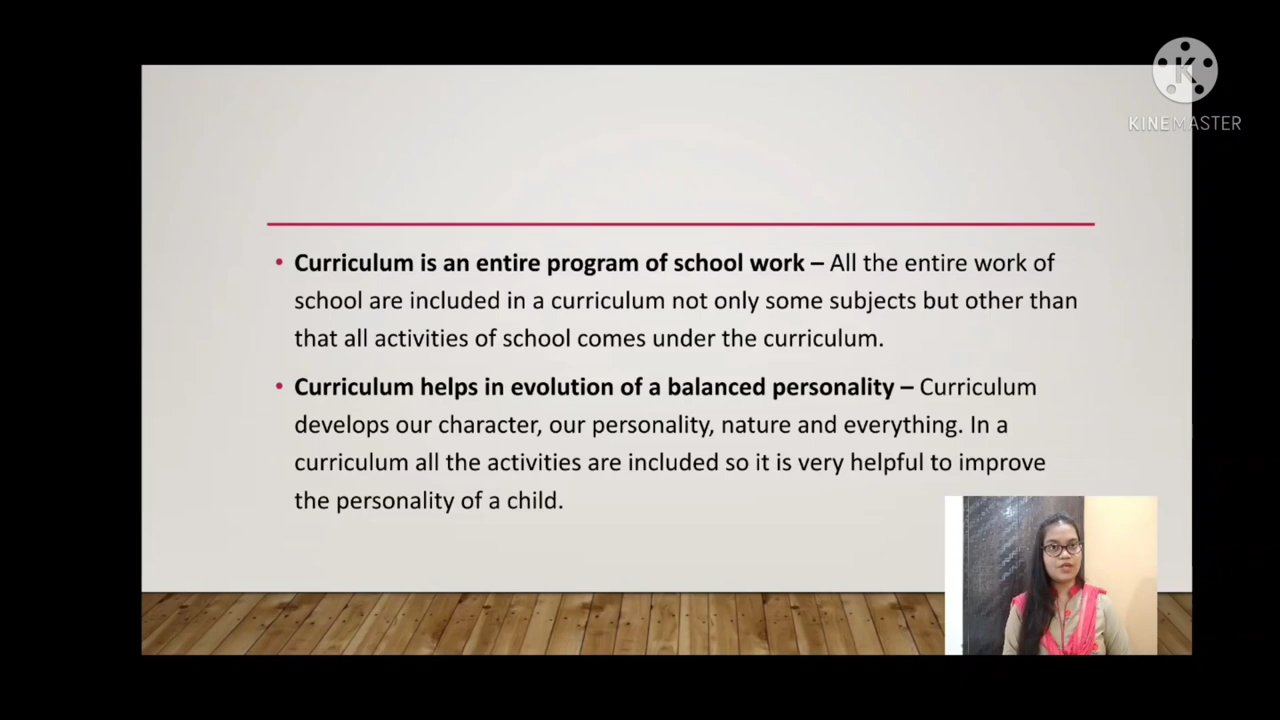 K
KINEMASTER
• Curriculum is an entire program of school work – All the entire work of
school are included in a curriculum not only some subjects but other than
that all activities of school comes under the curriculum.
• Curriculum helps in evolution of a balanced personality – Curriculum
develops our character, our personality, nature and everything. In a
curriculum all the activities are included so it is very helpful to improve
the personality of a child.